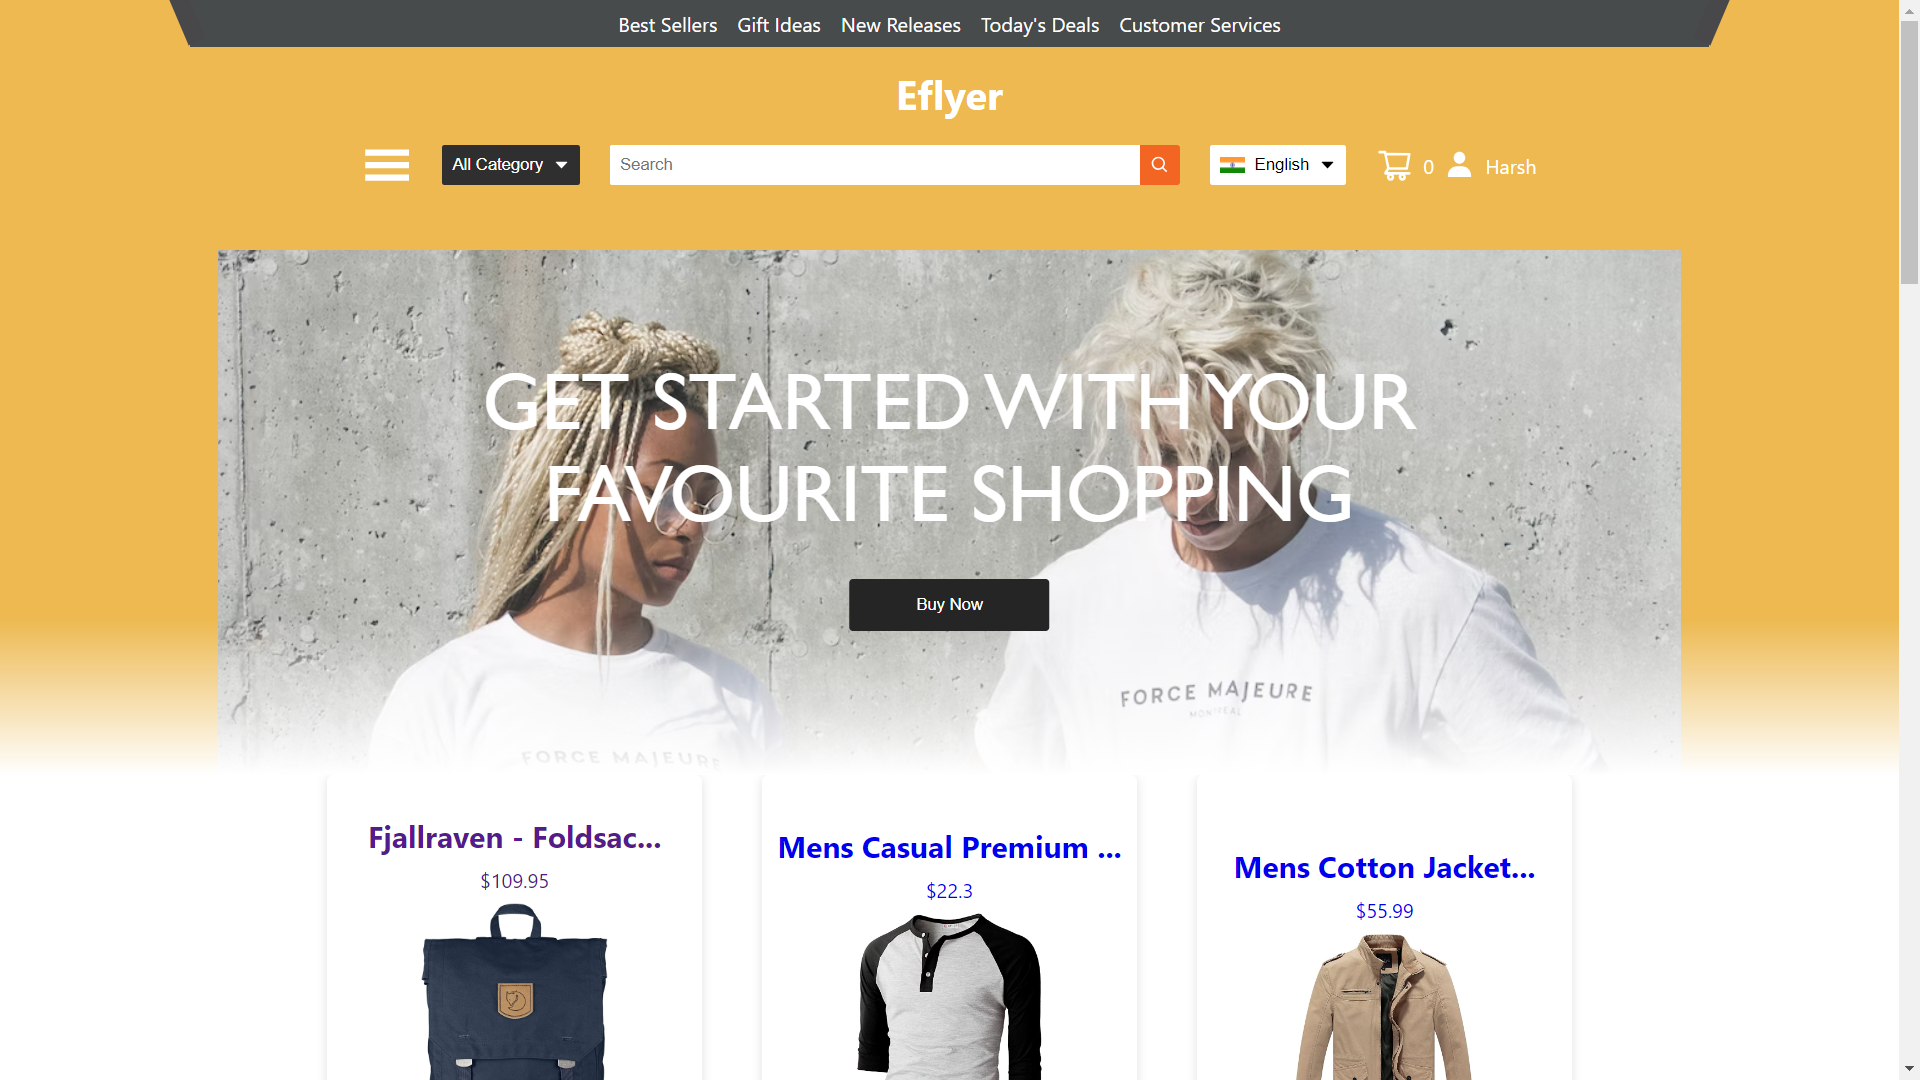 Best Sellers Gift Ideas New Releases Today's Deals Customer Services
Eflyer
All Category Search English 0 Harsh
GET STARTED WITH YOUR
FAVOURITE SHOPPING
Buy Now
FORCE MAJEURE
MONTREAL
FORCE MAJEURE
Fjallraven - Foldsac...
$109.95
Mens Casual Premium ...
$22.3
Mens Cotton Jacket...
$55.99